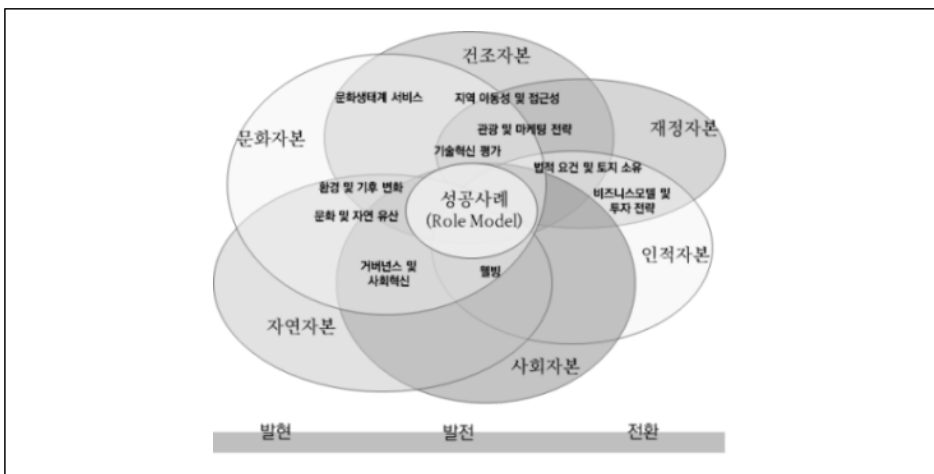 건조자본
문화생태계 서비스
지역 이동성 및 접근성
재정자본
문화자본
관광 및 마케팅 전략
기술혁신 평가
법적 요건 및 토지 소유
환경 및 기후 변화
성공사례
(Role Model)
비즈니스모델 및
투자 전략
문화 및 자연 유산
인적자본
거버넌스 및
사회혁신
웰빙
자연자본
사회자본
발현
발전
전환